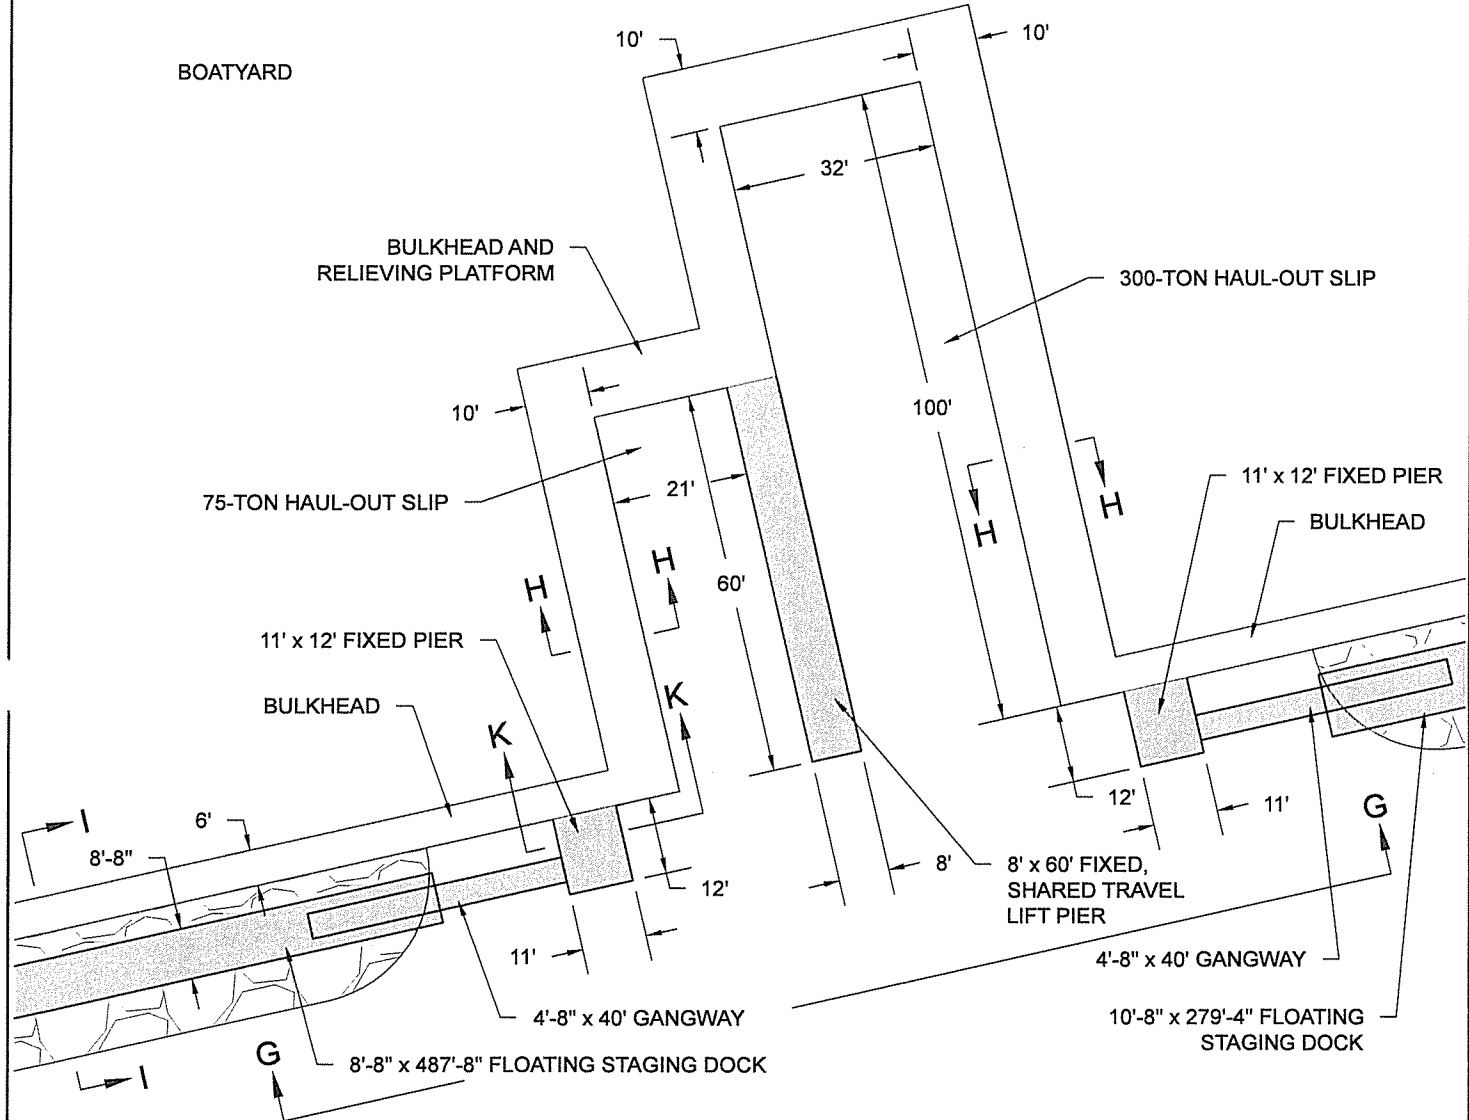 10'
10'
BOATYARD
32'
BULKHEAD AND
RELIEVING PLATFORM
300-TON HAUL-OUT SLIP
10'
100'
11' x 12' FIXED PIER
75-TON HAUL-OUT SLIP
21'
H
H
BULKHEAD
H
H
60'
11' x 12' FIXED PIER
K
BULKHEAD
K
I
6'
8'-8"
12'
11'
G
8'
8' x 60' FIXED,
SHARED TRAVEL
LIFT PIER
12'
11'
4'-8" x 40' GANGWAY
4'-8" x 40' GANGWAY
10'-8" x 279'-4" FLOATING
STAGING DOCK
G
8'-8" x 487'-8" FLOATING STAGING DOCK
I